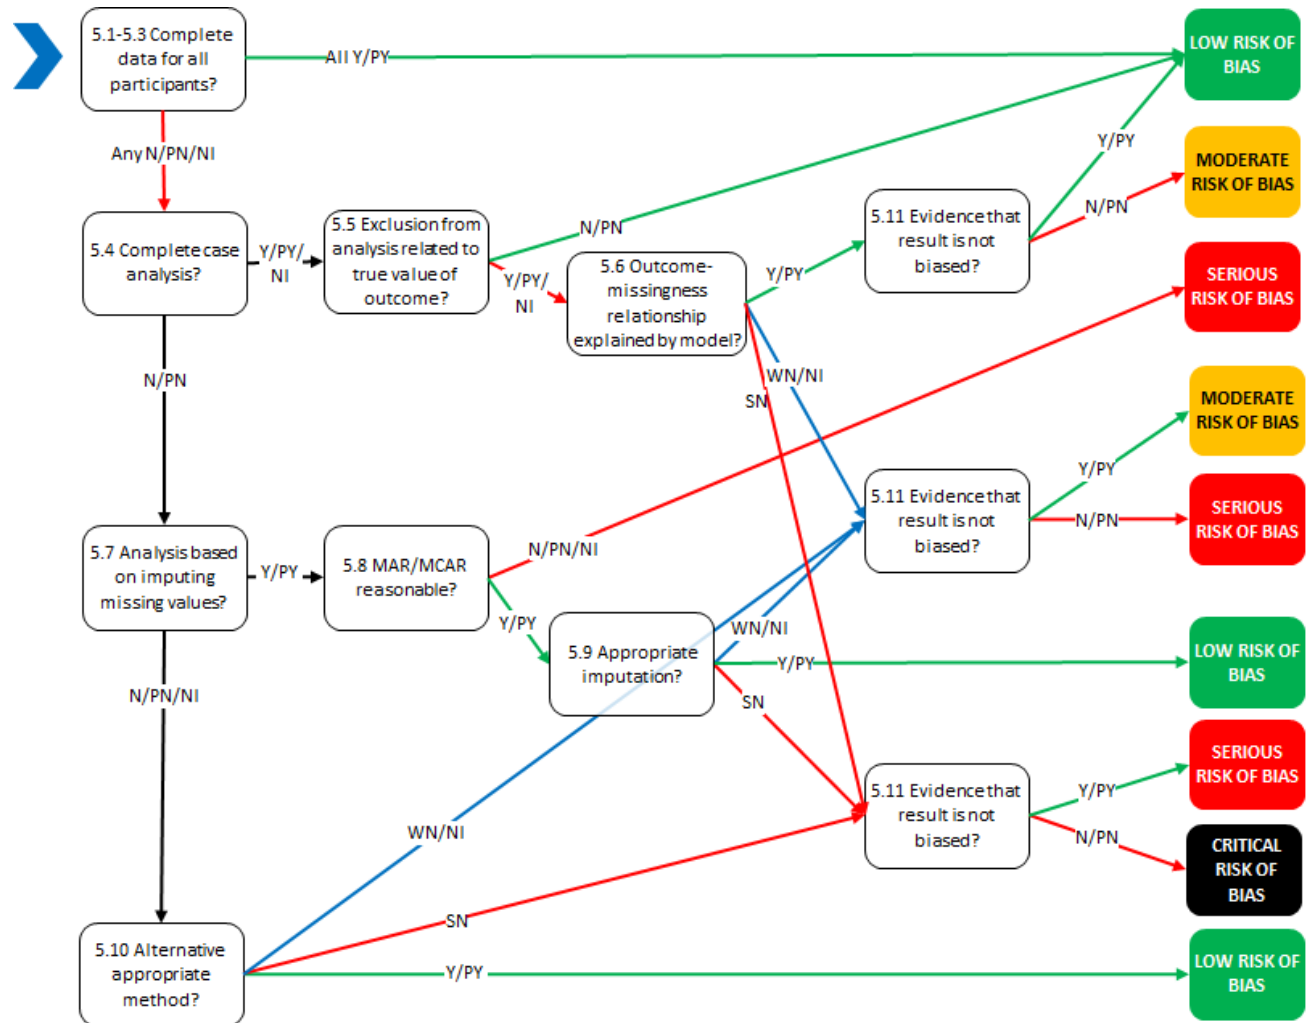 5.1-5.3 Complete
data for all
participants?
All Y/PY
LOW RISK OF
BIAS
Any N/PN/NI
Y/PY
MODERATE
RISK OF BIAS
N/PN
5.4 Complete case
analysis?
Y/PY/
NI
5.5 Exclusion from
analysis related to
true value of
outcome?
N/PN
Y/PY/
NI
5.6 Outcome-
missingness
relationship
explained by model?
Y/PY
5.11 Evidence that
result is not
biased?
SERIOUS
RISK OF BIAS
N/PN
WN/NI
SN
MODERATE
RISK OF BIAS
Y/PY
5.11 Evidence that
result is not
biased?
N/PN
SERIOUS
RISK OF BIAS
5.7 Analysis based
on imputing
missing values?
Y/PY
5.8 MAR/MCAR
reasonable?
N/PN/NI
Y/PY
5.9 Appropriate
imputation?
WN/NI
Y/PY
LOW RISK OF
BIAS
SN
N/PN/NI
SERIOUS
RISK OF BIAS
5.11 Evidence that
result is not
biased?
Y/PY
N/PN
CRITICAL
RISK OF
BIAS
WN/NI
SN
5.10 Alternative
appropriate
method?
Y/PY
LOW RISK OF
BIAS